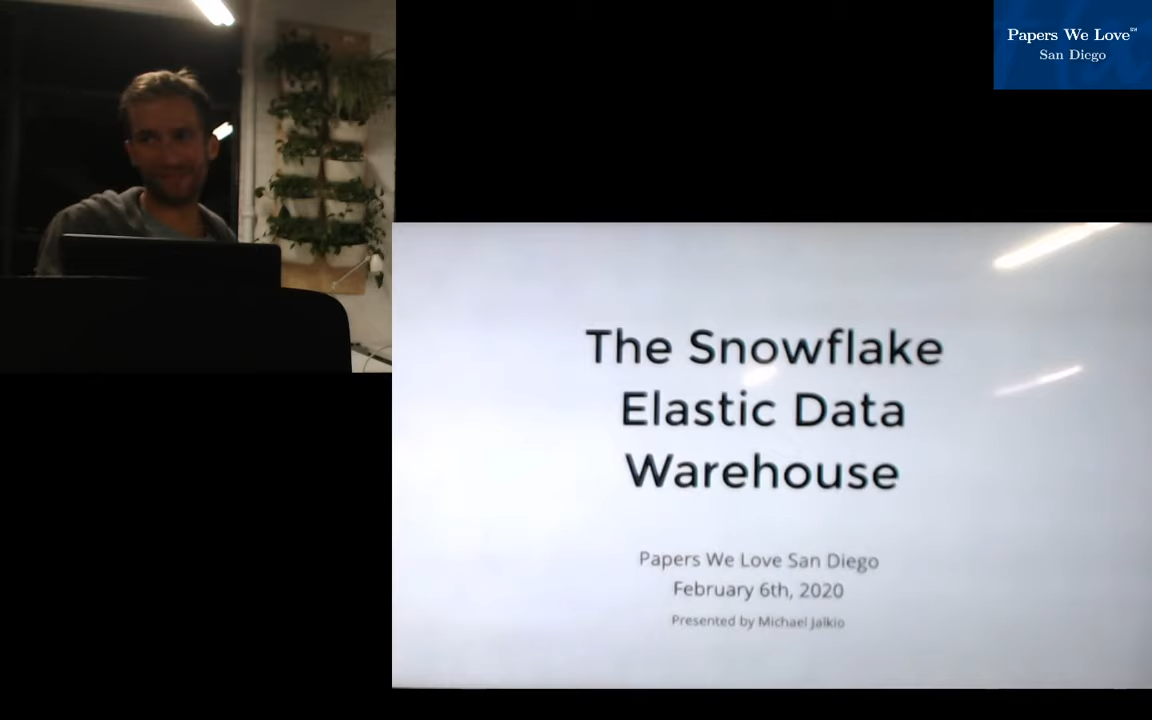 Papers We Love℠
San Diego
The Snowflake
Elastic Data
Warehouse
Papers We Love San Diego
February 6th, 2020
Presented by Michael Jalkio